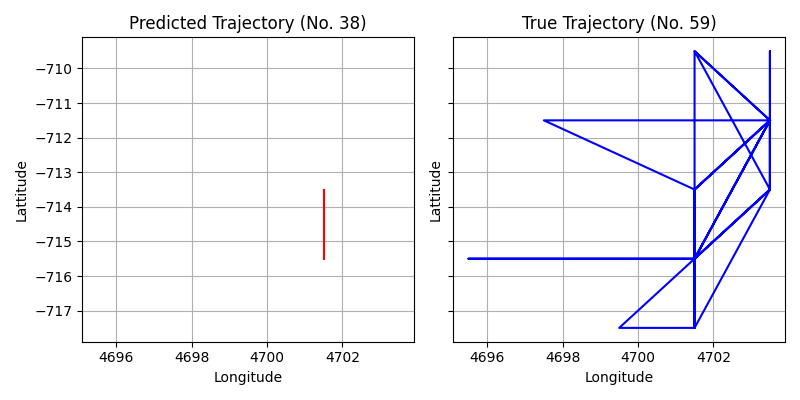 Predicted Trajectory (No. 38)
True Trajectory (No. 59)
Lattitude
−710
−711
−712
−713
−714
−715
−716
−717
4696
4698
4700
4702
Longitude
Lattitude
4696
4698
4700
4702
Longitude